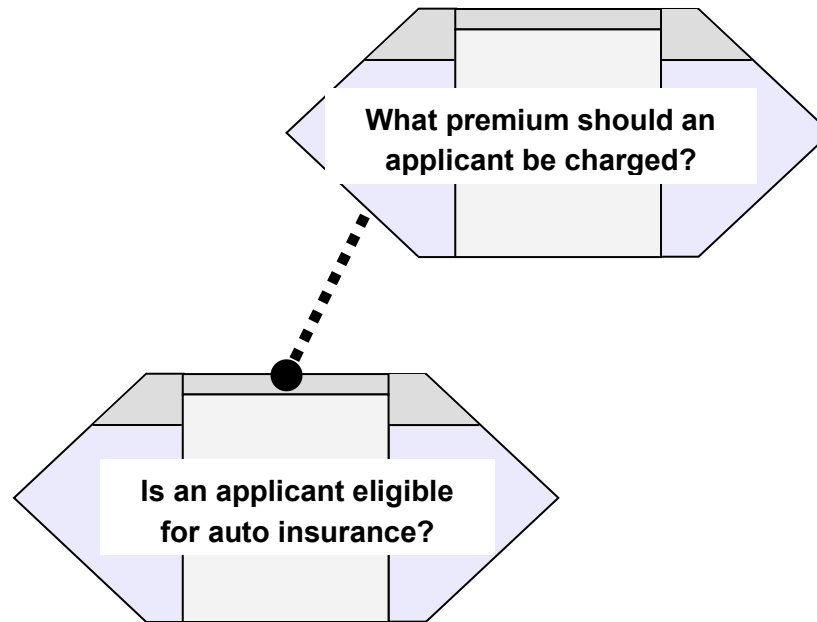 What premium should an
applicant be charged?
Is an applicant eligible
for auto insurance?